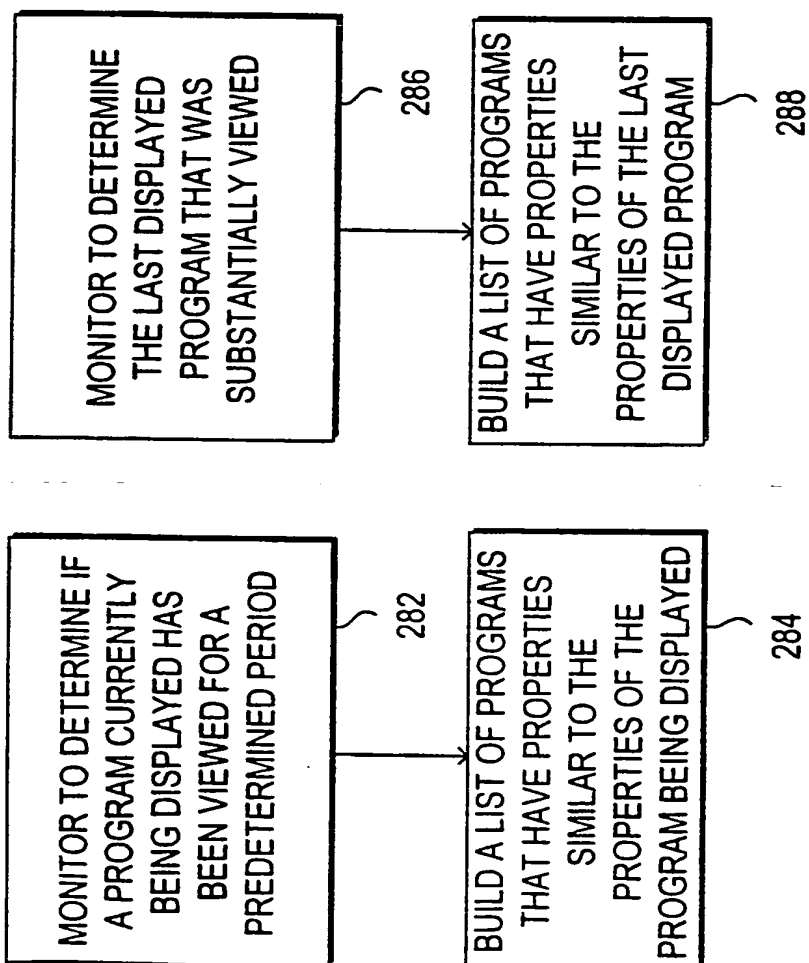 MONITOR TO DETERMINE IF
A PROGRAM CURRENTLY
BEING DISPLAYED HAS
BEEN VIEWED FOR A
PREDETERMINED PERIOD
282
BUILD A LIST OF PROGRAMS
THAT HAVE PROPERTIES
SIMILAR TO THE
PROPERTIES OF THE
PROGRAM BEING DISPLAYED
284
MONITOR TO DETERMINE
THE LAST DISPLAYED
PROGRAM THAT WAS
SUBSTANTIALLY VIEWED
286
BUILD A LIST OF PROGRAMS
THAT HAVE PROPERTIES
SIMILAR TO THE
PROPERTIES OF THE LAST
DISPLAYED PROGRAM
288